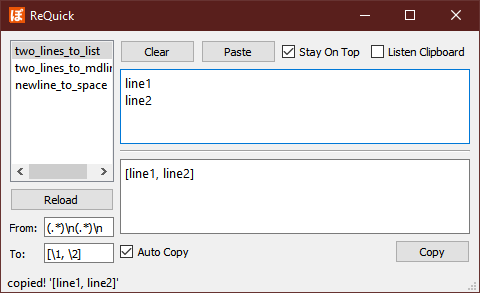 ぽ ReQuick
two_lines_to_list
two_lines_to_mdlin
newline_to_space
Clear
Paste
Stay On Top
Listen Clipboard
line1
line2
[line1, line2]
Reload
From: (.*)\n(.*)\n
To: [\1, \2]
Auto Copy
Copy
copied! '[line1, line2]'